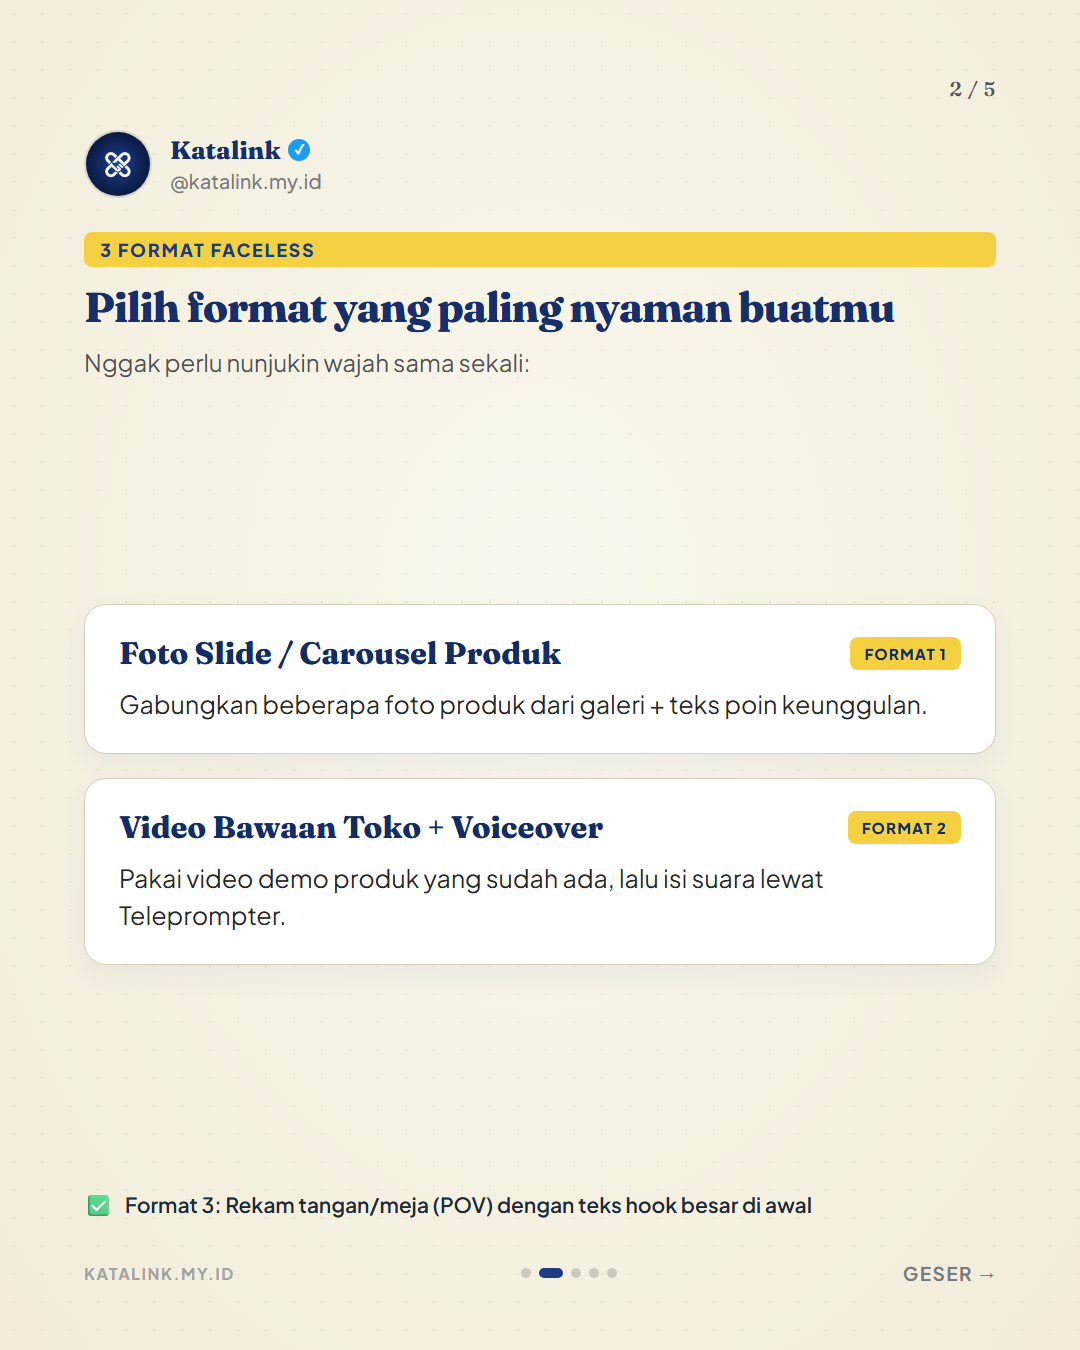 2 / 5
Katalink
@katalink.my.id
3 FORMAT FACELESS
Pilih format yang paling nyaman buatmu
Nggak perlu nunjukin wajah sama sekali:
Foto Slide / Carousel Produk
FORMAT 1
Gabungkan beberapa foto produk dari galeri + teks poin keunggulan.
Video Bawaan Toko + Voiceover
FORMAT 2
Pakai video demo produk yang sudah ada, lalu isi suara lewat
Teleprompter.
Format 3: Rekam tangan/meja (POV) dengan teks hook besar di awal
KATALINK.MY.ID
GESER →